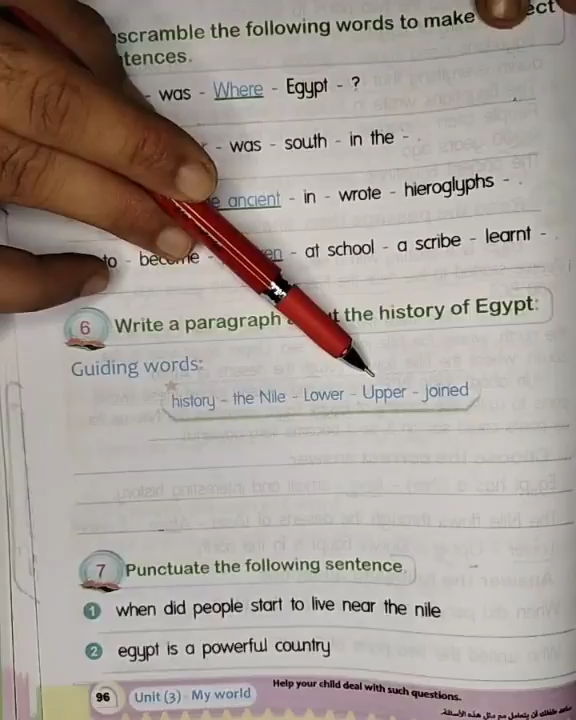 scramble the following words to make ect
tences.
- was - Where - Egypt - ?
- was - south - in the - .
ancient - in - wrote - hieroglyphs - .
to - become - en - at school - a scribe - learnt - .
6 Write a paragraph the history of Egypt:
Guiding words:
history - the Nile - Lower - Upper - joined
7 Punctuate the following sentence
1 when did people start to live near the nile
2 egypt is a powerful country
96 Unit (3) My world
Help your child deal with such questions.